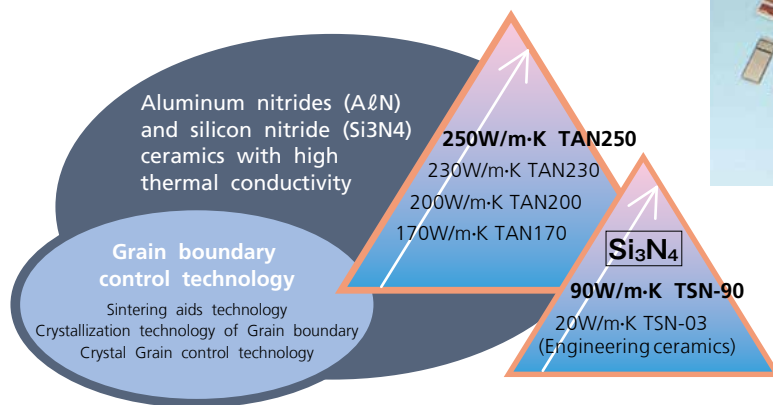 Aluminum nitrides (AℓN)
and silicon nitride (Si3N4)
ceramics with high
thermal conductivity
Grain boundary
control technology
Sintering aids technology
Crystallization technology of Grain boundary
Crystal Grain control technology
250W/m·K TAN250
230W/m·K TAN230
200W/m·K TAN200
170W/m·K TAN170
Si₃N₄
90W/m·K TSN-90
20W/m·K TSN-03
(Engineering ceramics)